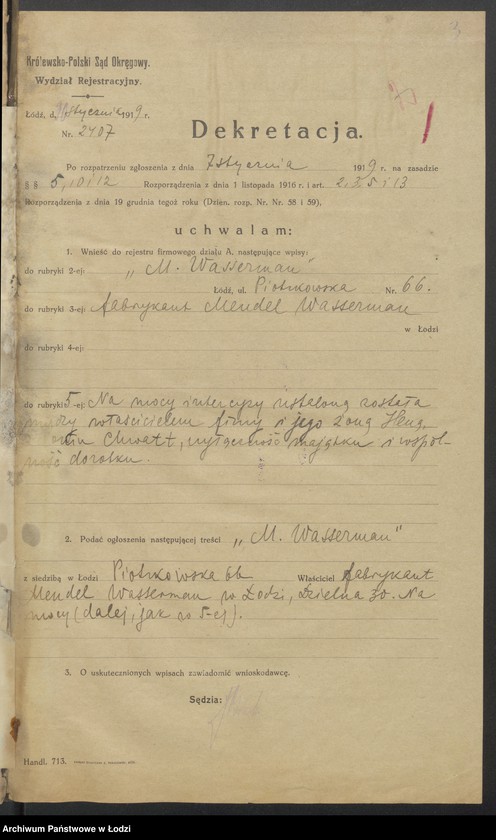 Królewsko-Polski Sąd Okręgowy.
Wydział Rejestracyjny.
Łódź, d. stycznia 1919 r.
Nr. 2407
Dekretacja.
Po rozpatrzeniu zgłoszenia z dnia 7 stycznia 1919 r. na zasadzie
§ § 5, 10 i 12 Rozporządzenia z dnia 1 listopada 1916 r. i art. 2, 3, 5 i 13
Rozporządzenia z dnia 19 grudnia tegoż roku (Dzian. rozp. Nr. Nr. 58 i 59).
uchwalam:
1. Wnieść do rejestru firmowego działu A. następujące wpisy:
do rubryki 2-ej: „M. Wasserman"
Łódź, ul. Piotrkowska Nr. 66.
do rubryki 3-ej: fabrykant Mendel Wasserman
w Łodzi
do rubryki 4-ej:
do rubryki 5-ej: Na mocy intercyzy ustaloną została
między właścicielem firmy i jego żoną
Chwatt, wyłączność majątku i wspól-
ność dorobku.
2. Podać ogłoszenia następującej treści „M. Wasserman"
z siedzibą w Łodzi Piotrkowska 66 Właściciel fabrykant
Mendel Wasserman w Łodzi, Dzielna 30. Na
mocy (dalej, jak w 5-ej).
3. O uskutecznionych wpisach zawiadomić wnioskodawcę.
Sędzia:
Handl. 713.
Archiwum Państwowe w Łodzi